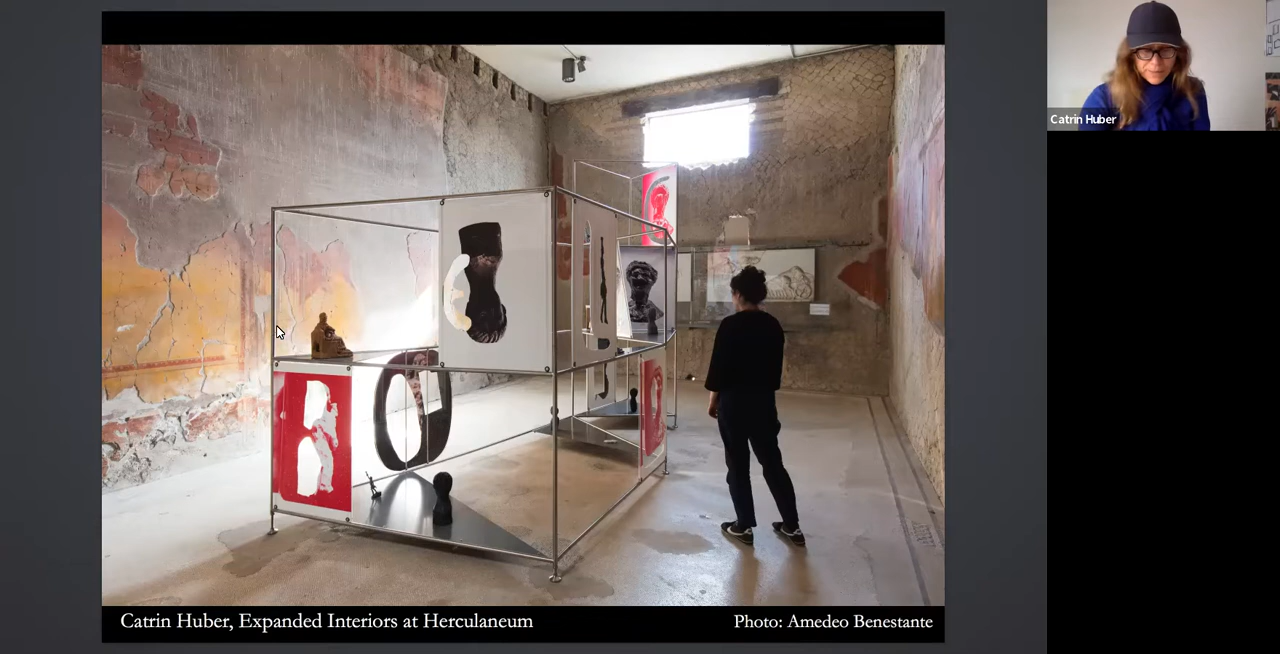 Catrin Huber
Catrin Huber, Expanded Interiors at Herculaneum
Photo: Amedeo Benestante